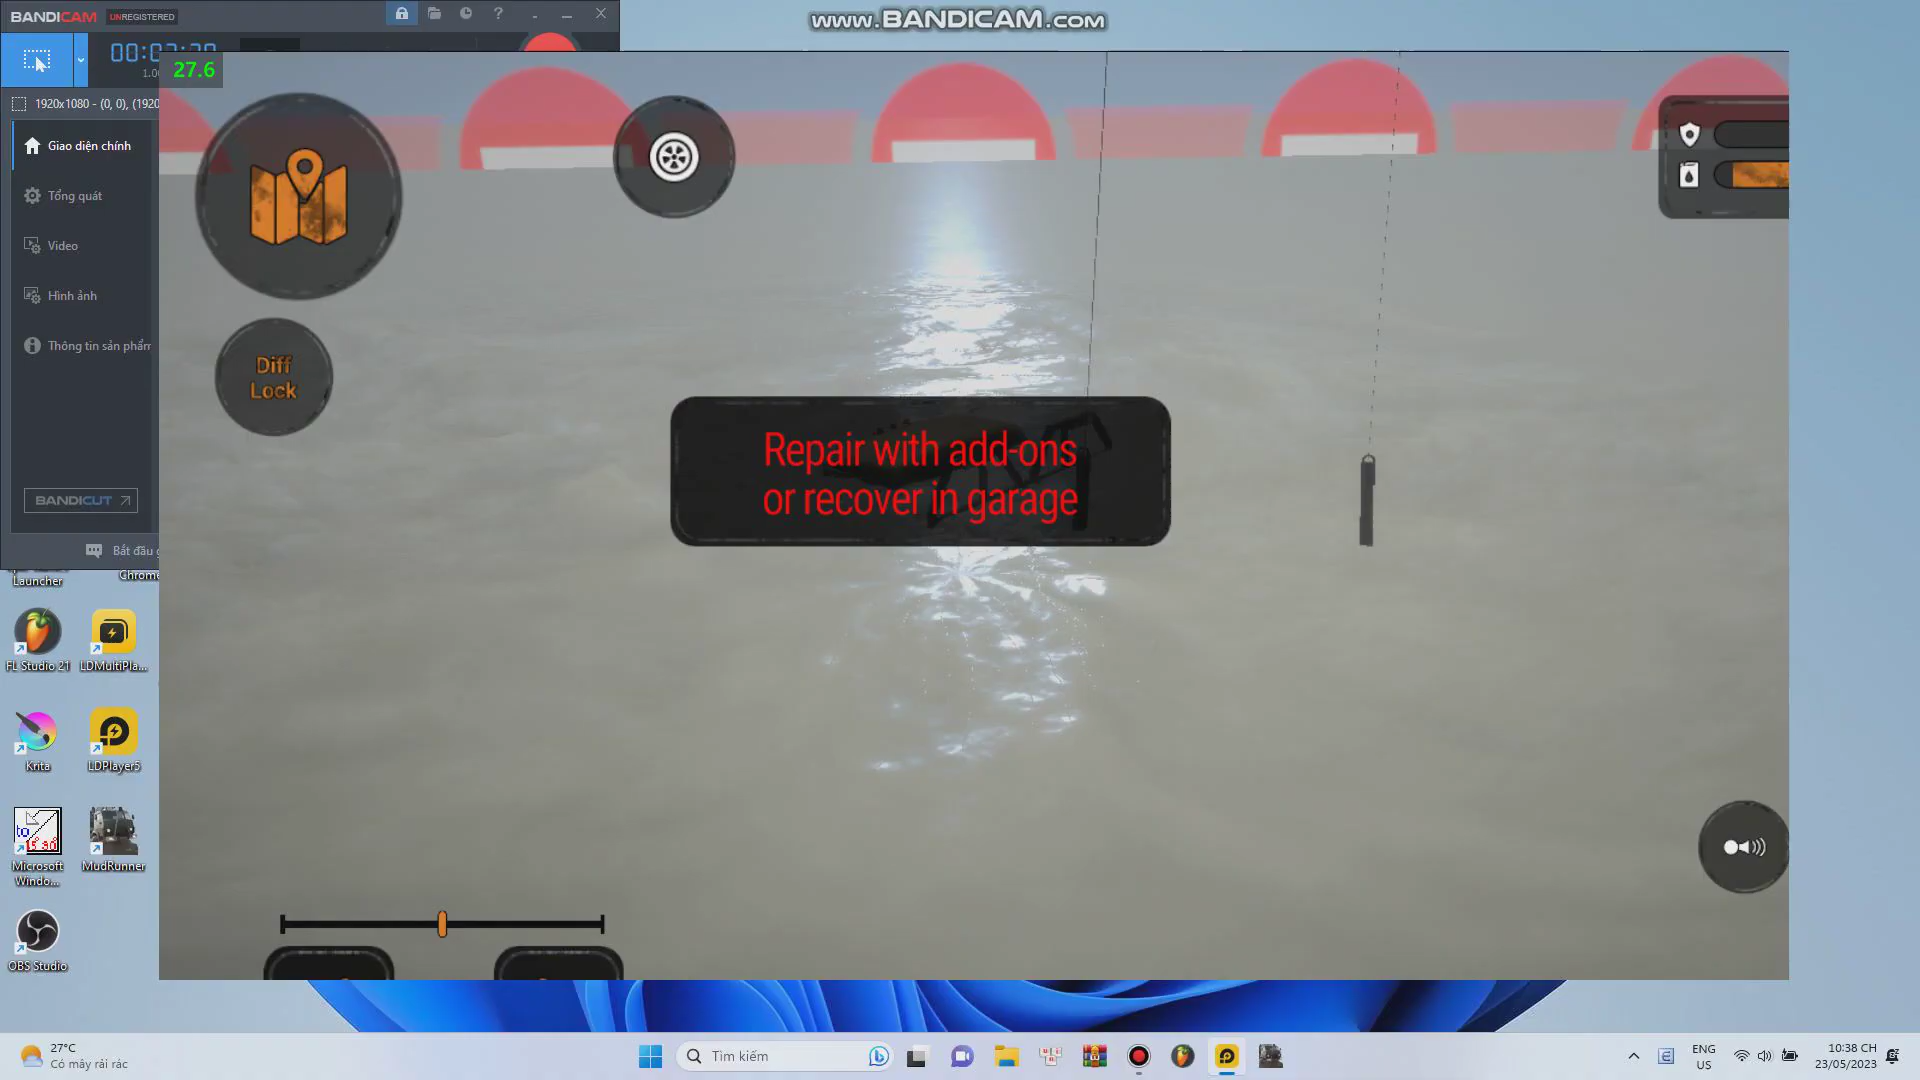 BANDICAM UNREGISTERED
www.BANDICAM.com
27.6
1920x1080 - (0, 0), (1920
Giao diện chính
Tổng quát
Video
Hình ảnh
Thông tin sản phẩm
BANDICUT
Bắt đầu
Diff
Lock
Repair with add-ons
or recover in garage
Launcher
Chrome
FL Studio 21
LDMultiPla...
Krita
LDPlayer5
to
Microsoft
Windo...
MudRunner
OBS Studio
27°C
Có mây rải rác
Tìm kiếm
ENG
US
10:38 CH
23/05/2023